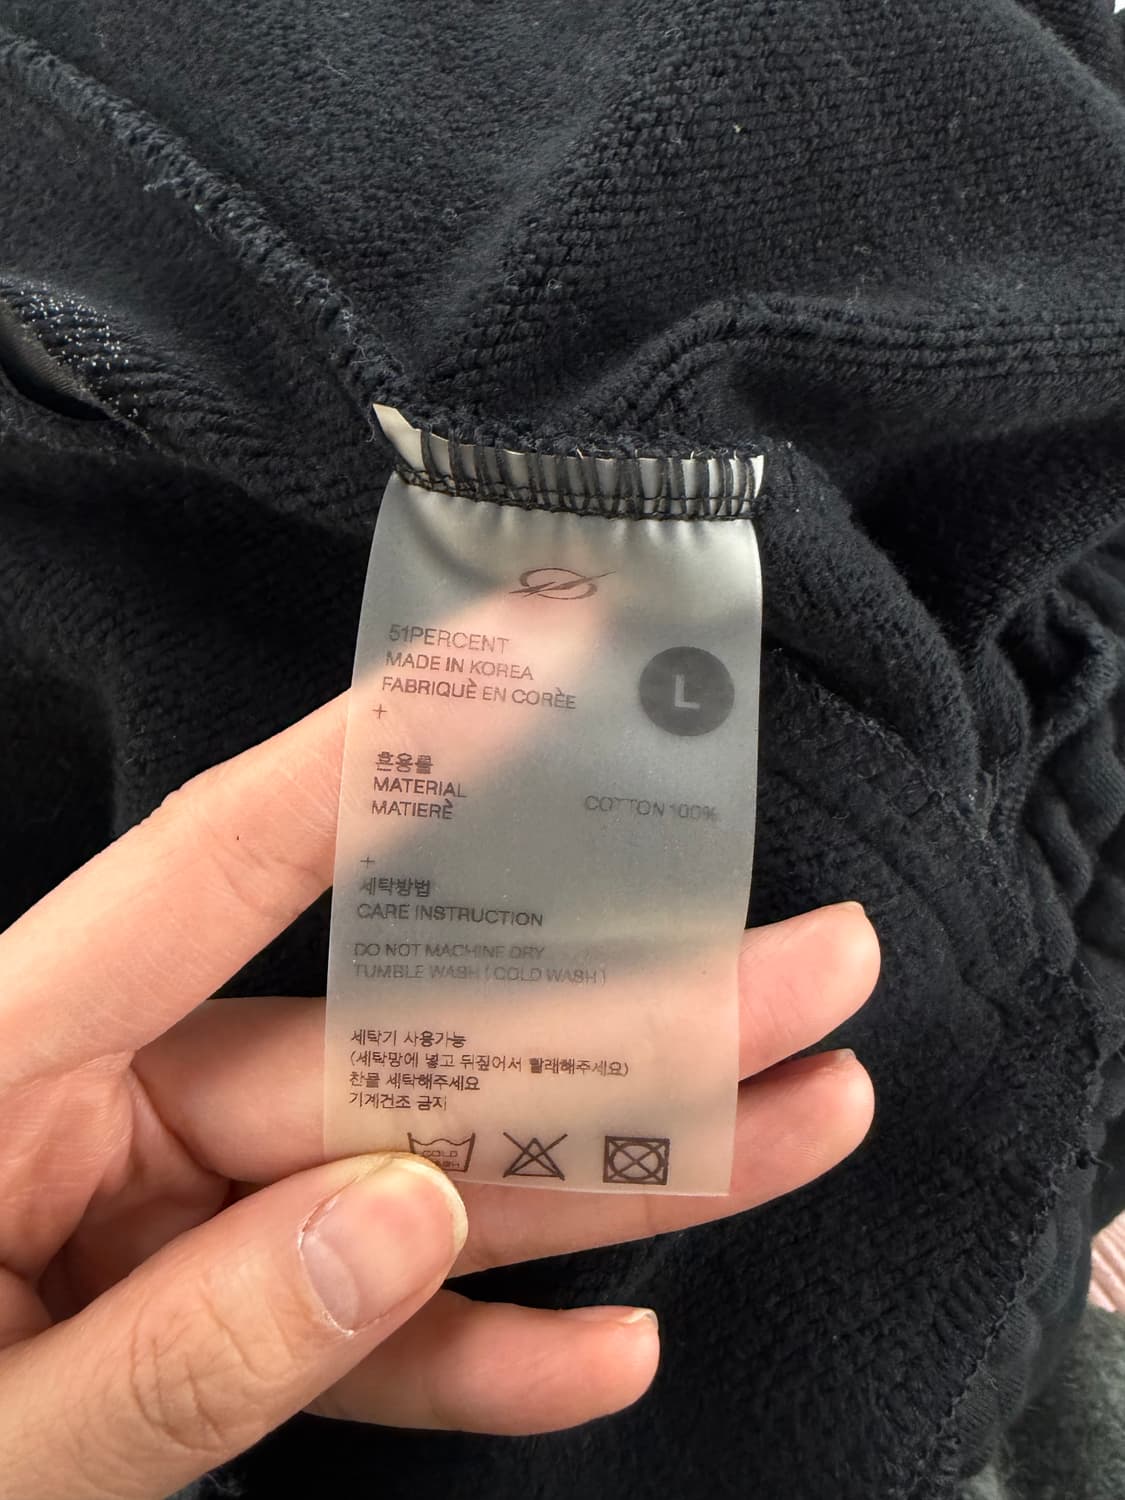 51PERCENT
MADE IN KOREA
FABRIQUÈ EN CORÈE
L
+
혼용률
MATERIAL
MATIERÈ
COTTON 100%
+
세탁방법
CARE INSTRUCTION
DO NOT MACHINE DRY
TUMBLE WASH ( COLD WASH )
세탁기 사용가능
(세탁망에 넣고 뒤짚어서 빨래해주세요)
찬물 세탁해주세요
기계건조 금지
COLD
WASH